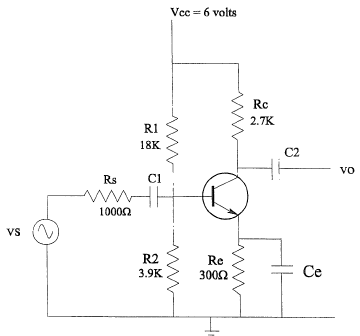 Vcc = 6 volts
Rc
2.7K
R1
18K
C2
vo
Rs
C1
1000Ω
vs
R2
3.9K
Re
300Ω
Ce